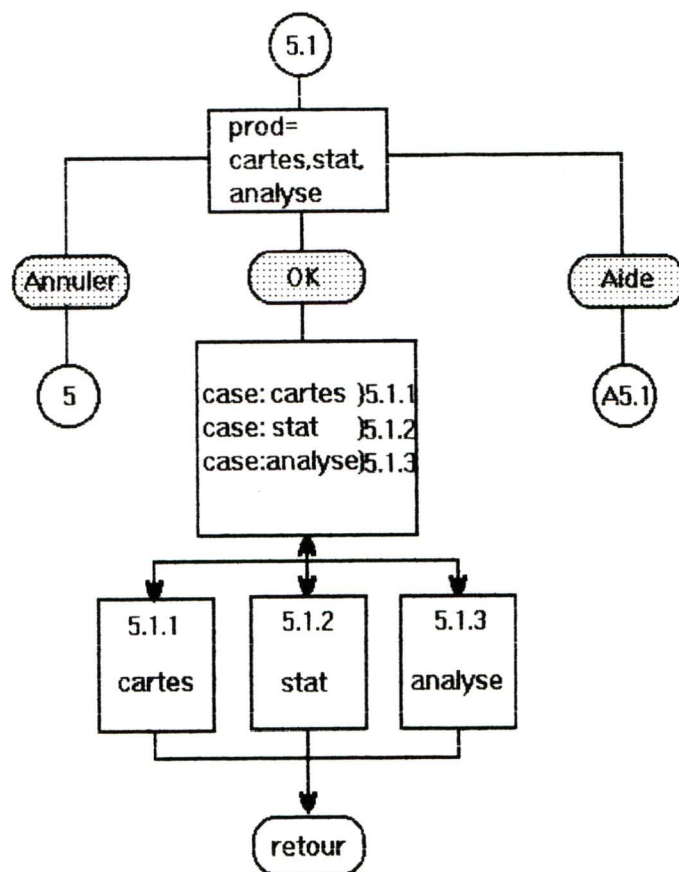 5.1
prod=
cartes,stat,
analyse
Annuler
OK
Aide
5
case: cartes )5.1.1
case: stat )5.1.2
case:analyse)5.1.3
A5.1
5.1.1
cartes
5.1.2
stat
5.1.3
analyse
retour